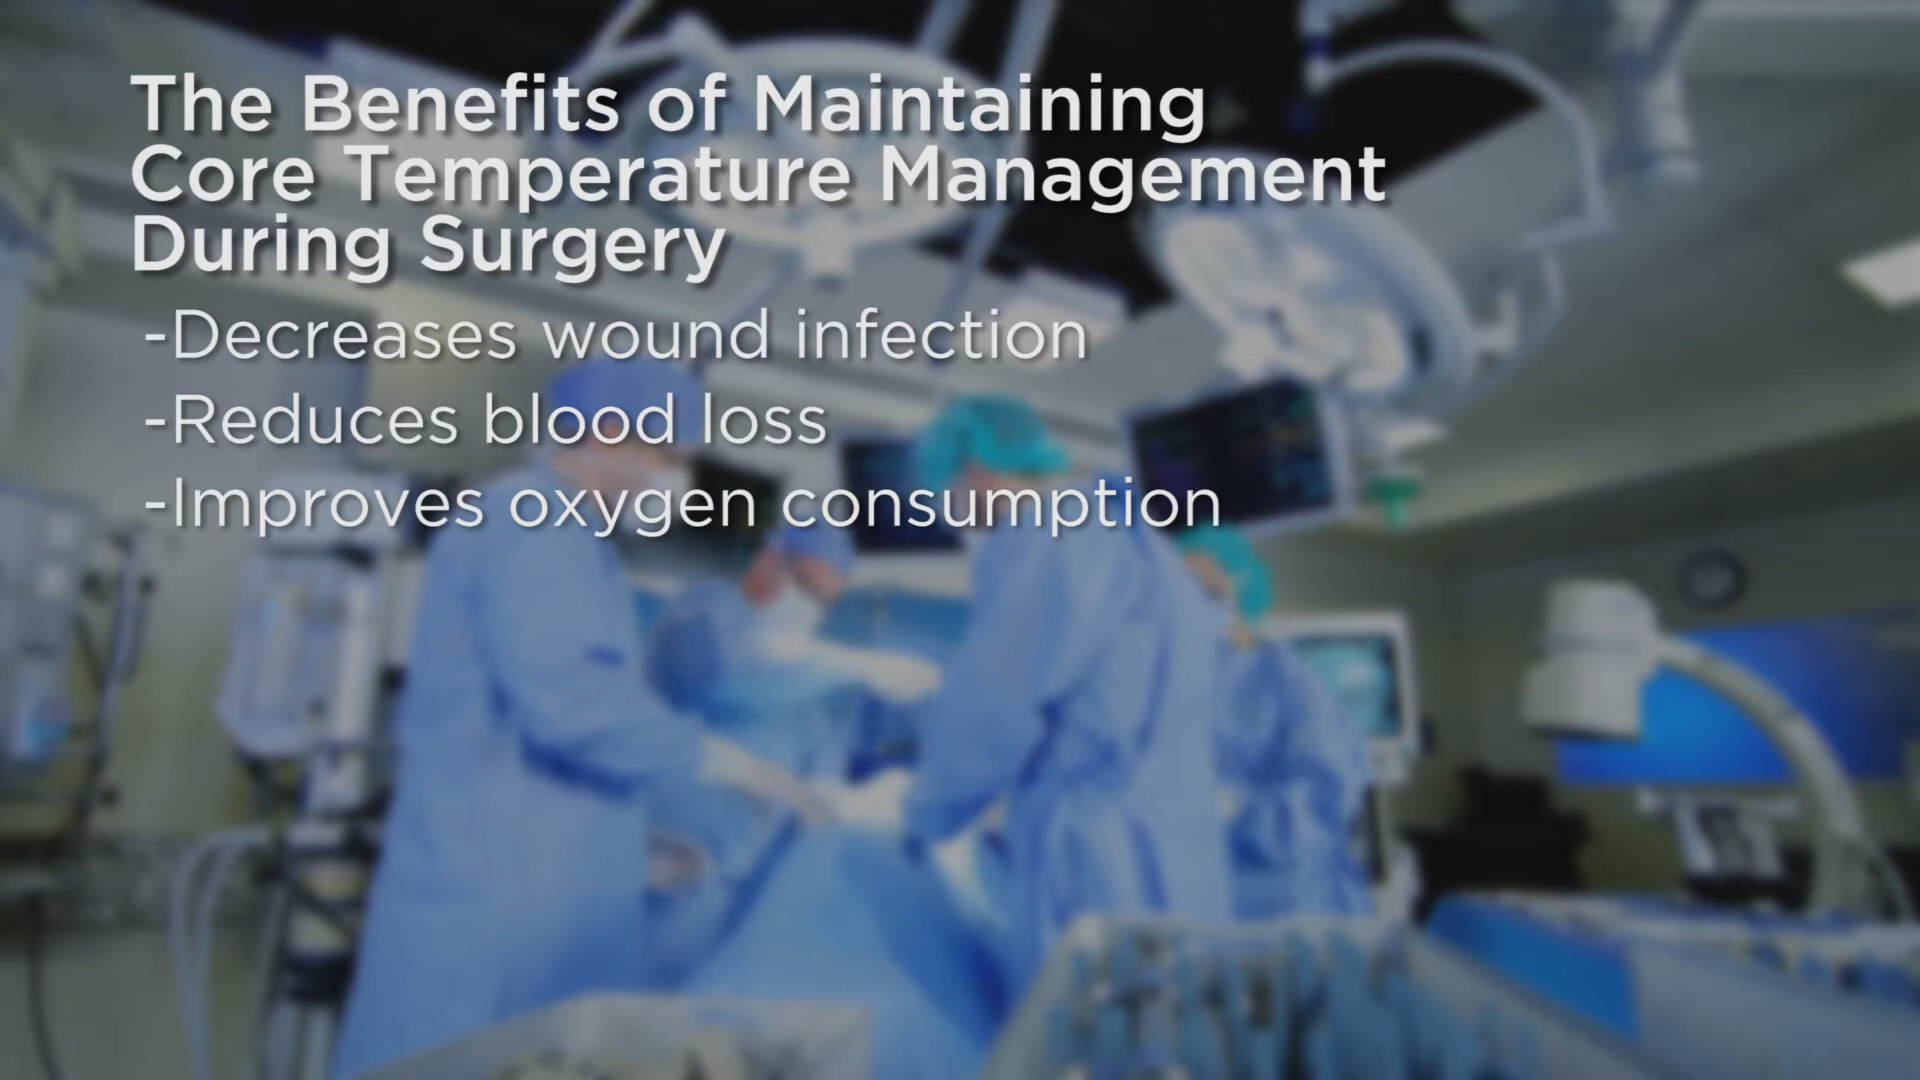 The Benefits of Maintaining
Core Temperature Management
During Surgery
-Decreases wound infection
-Reduces blood loss
-Improves oxygen consumption